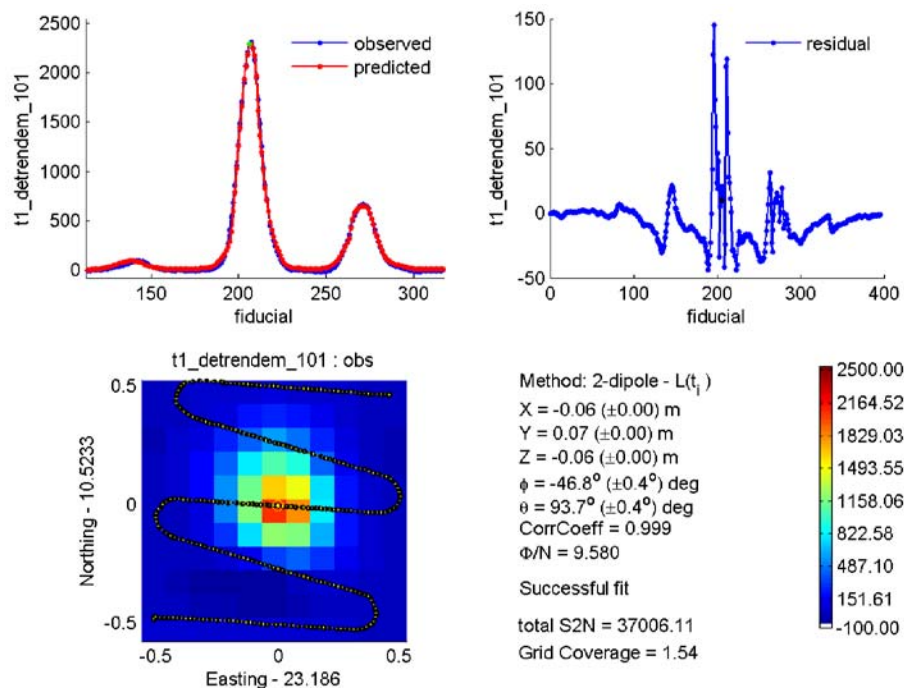 2500
2000
1500
1000
500
0
t1_detrendem_101
150
200
250
300
fiducial
observed
predicted
150
100
50
0
-50
t1_detrendem_101
0
100
200
300
400
fiducial
residual
t1_detrendem_101 : obs
0.5
0
-0.5
Northing - 10.5233
-0.5
0
0.5
Easting - 23.186
Method: 2-dipole - L(t_i)
X = -0.06 (±0.00) m
Y = 0.07 (±0.00) m
Z = -0.06 (±0.00) m
ϕ = -46.8° (±0.4°) deg
θ = 93.7° (±0.4°) deg
CorrCoeff = 0.999
Φ/N = 9.580
Successful fit
total S2N = 37006.11
Grid Coverage = 1.54
2500.00
2164.52
1829.03
1493.55
1158.06
822.58
487.10
151.61
-100.00